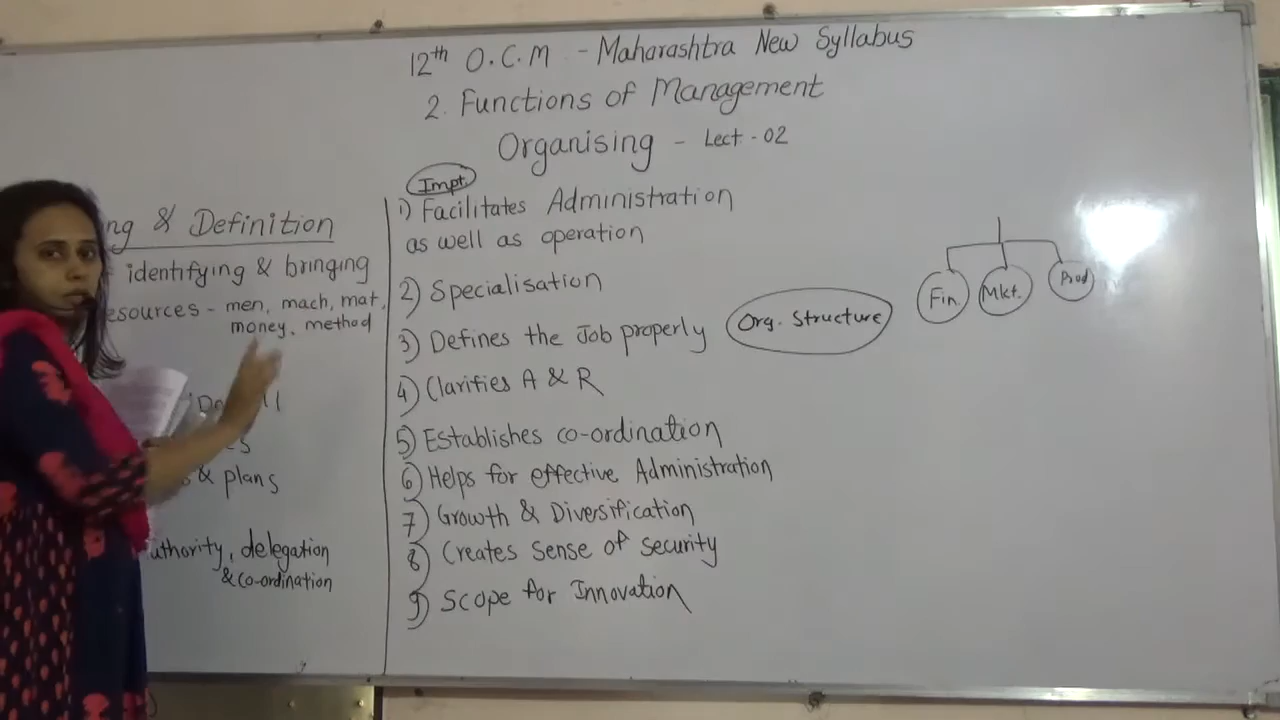 12th O.C.M - Maharashtra New Syllabus
2. Functions of Management
Organising - Lect - 02
& Definition
identifying & bringing
- men, mach, mat,
money, method
& plans
delegation
& co-ordination
Impt.
1) Facilitates Administration
as well as operation
2) Specialisation
3) Defines the Job properly
4) Clarifies A & R
5) Establishes co-ordination
6) Helps for effective Administration
7) Growth & Diversification
8) Creates sense of security
9) Scope for Innovation
Org. Structure
Fin. Mkt. Prod